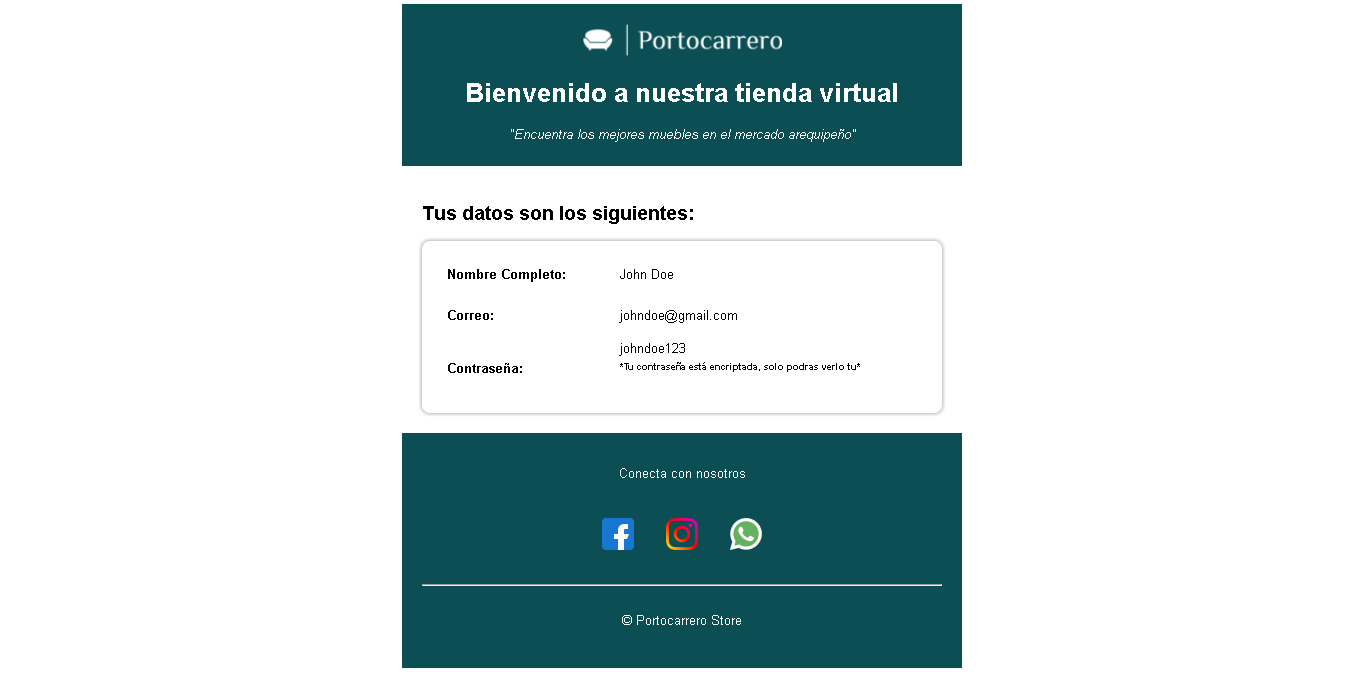 Portocarrero
Bienvenido a nuestra tienda virtual
"Encuentra los mejores muebles en el mercado arequipeño"
Tus datos son los siguientes:
Nombre Completo: John Doe
Correo: johndoe@gmail.com
Contraseña: johndoe123
*Tu contraseña está encriptada, solo podras verlo tu*
Conecta con nosotros
© Portocarrero Store